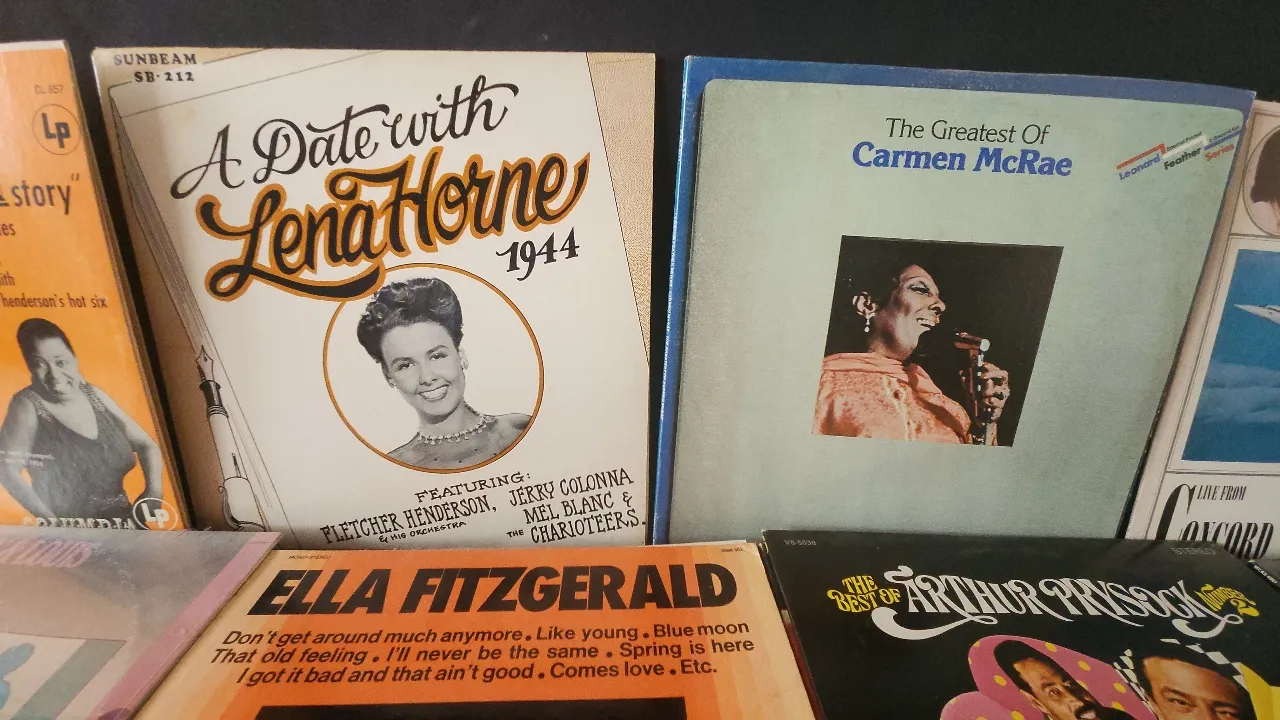 CL 857
Lp
story"
henderson's hot six
Lp
SUNBEAM
SB-212
A Date with
Lena Horne
1944
FEATURING:
FLETCHER HENDERSON, JERRY COLONNA
& HIS ORCHESTRA MEL BLANC &
THE CHARIOTEERS.
The Greatest Of
Carmen McRae
Leonard Feather Series
LIVE FROM
CONCORD
ELLA FITZGERALD
Don't get around much anymore • Like young • Blue moon
That old feeling • I'll never be the same • Spring is here
I got it bad and that ain't good • Comes love • Etc.
VS-5038
STEREO
THE BEST OF ARTHUR PRYSOCK NUMBER 2